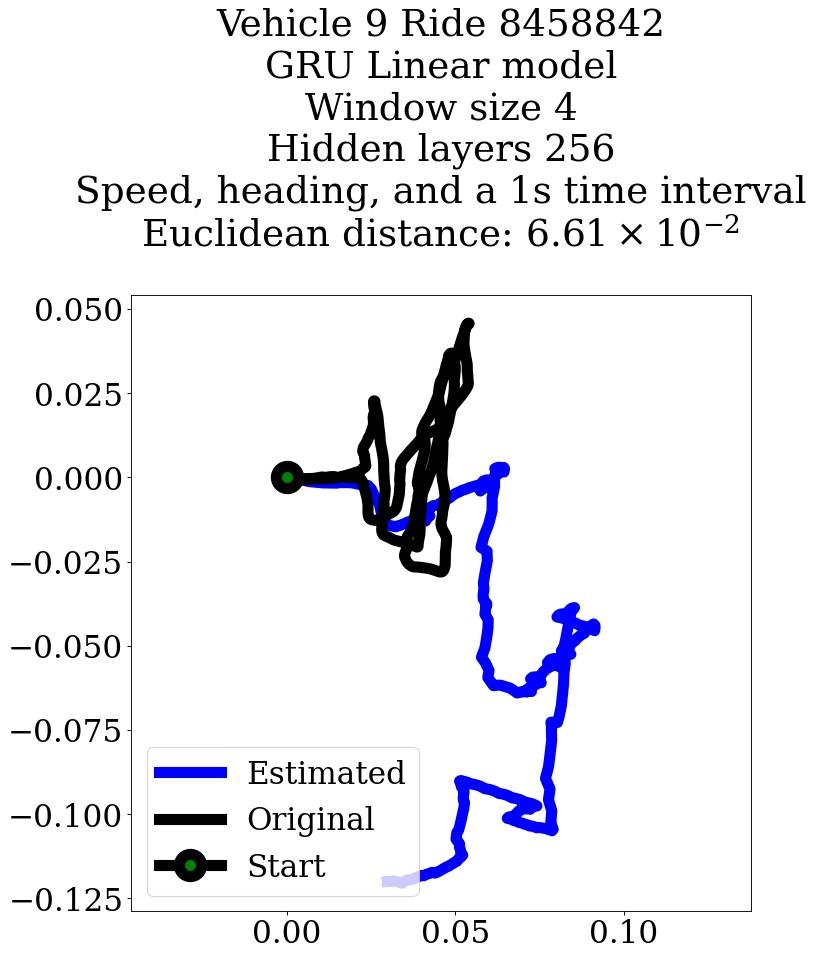 Vehicle 9 Ride 8458842
GRU Linear model
Window size 4
Hidden layers 256
Speed, heading, and a 1s time interval
Euclidean distance: 6.61 × 10⁻²
0.050
0.025
0.000
−0.025
−0.050
−0.075
−0.100
−0.125
Estimated
Original
Start
0.00 0.05 0.10